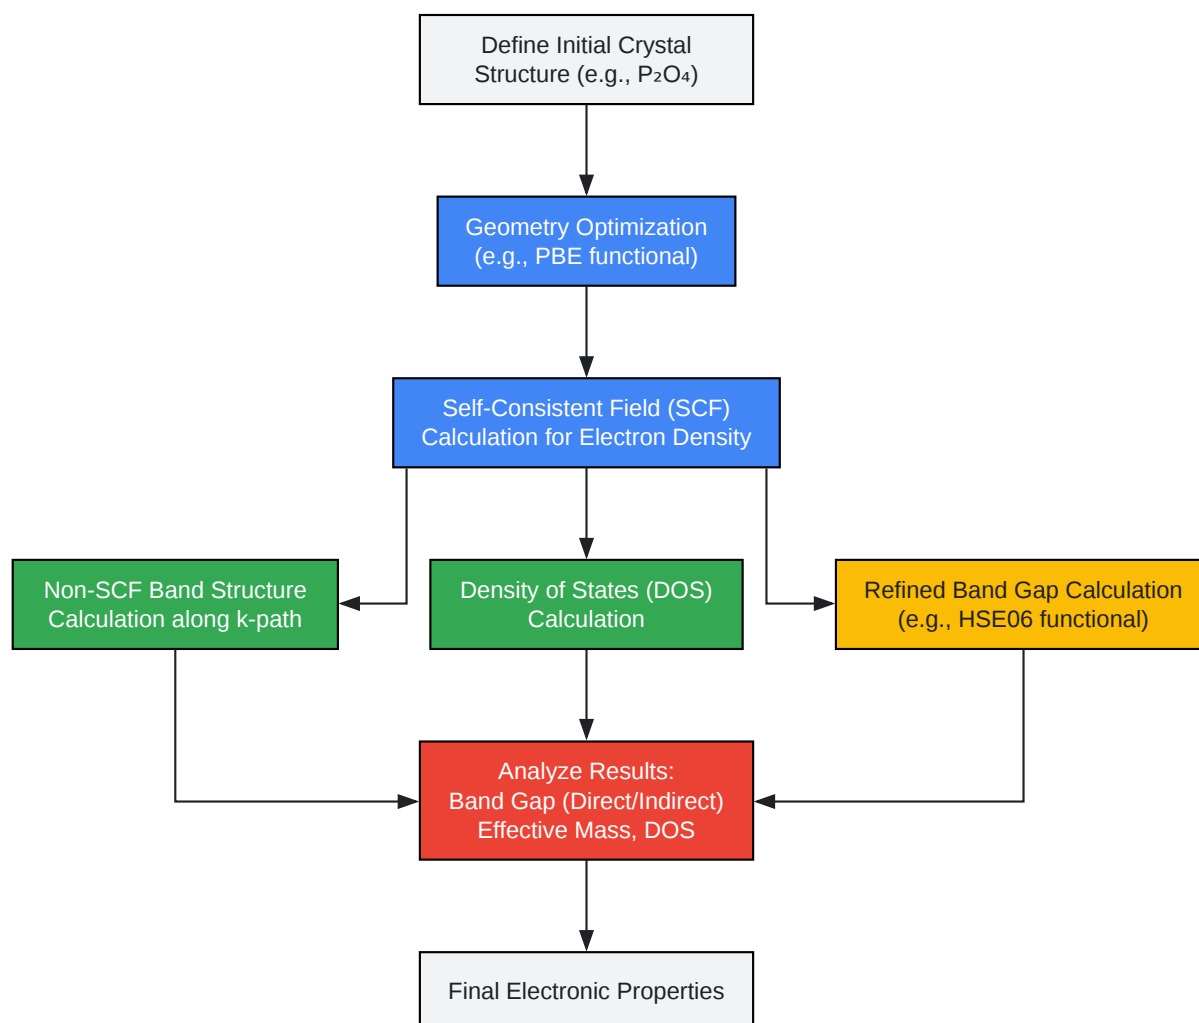 Define Initial Crystal
Structure (e.g., P₂O₄)
Geometry Optimization
(e.g., PBE functional)
Self-Consistent Field (SCF)
Calculation for Electron Density
Non-SCF Band Structure
Calculation along k-path
Density of States (DOS)
Calculation
Refined Band Gap Calculation
(e.g., HSE06 functional)
Analyze Results:
Band Gap (Direct/Indirect)
Effective Mass, DOS
Final Electronic Properties